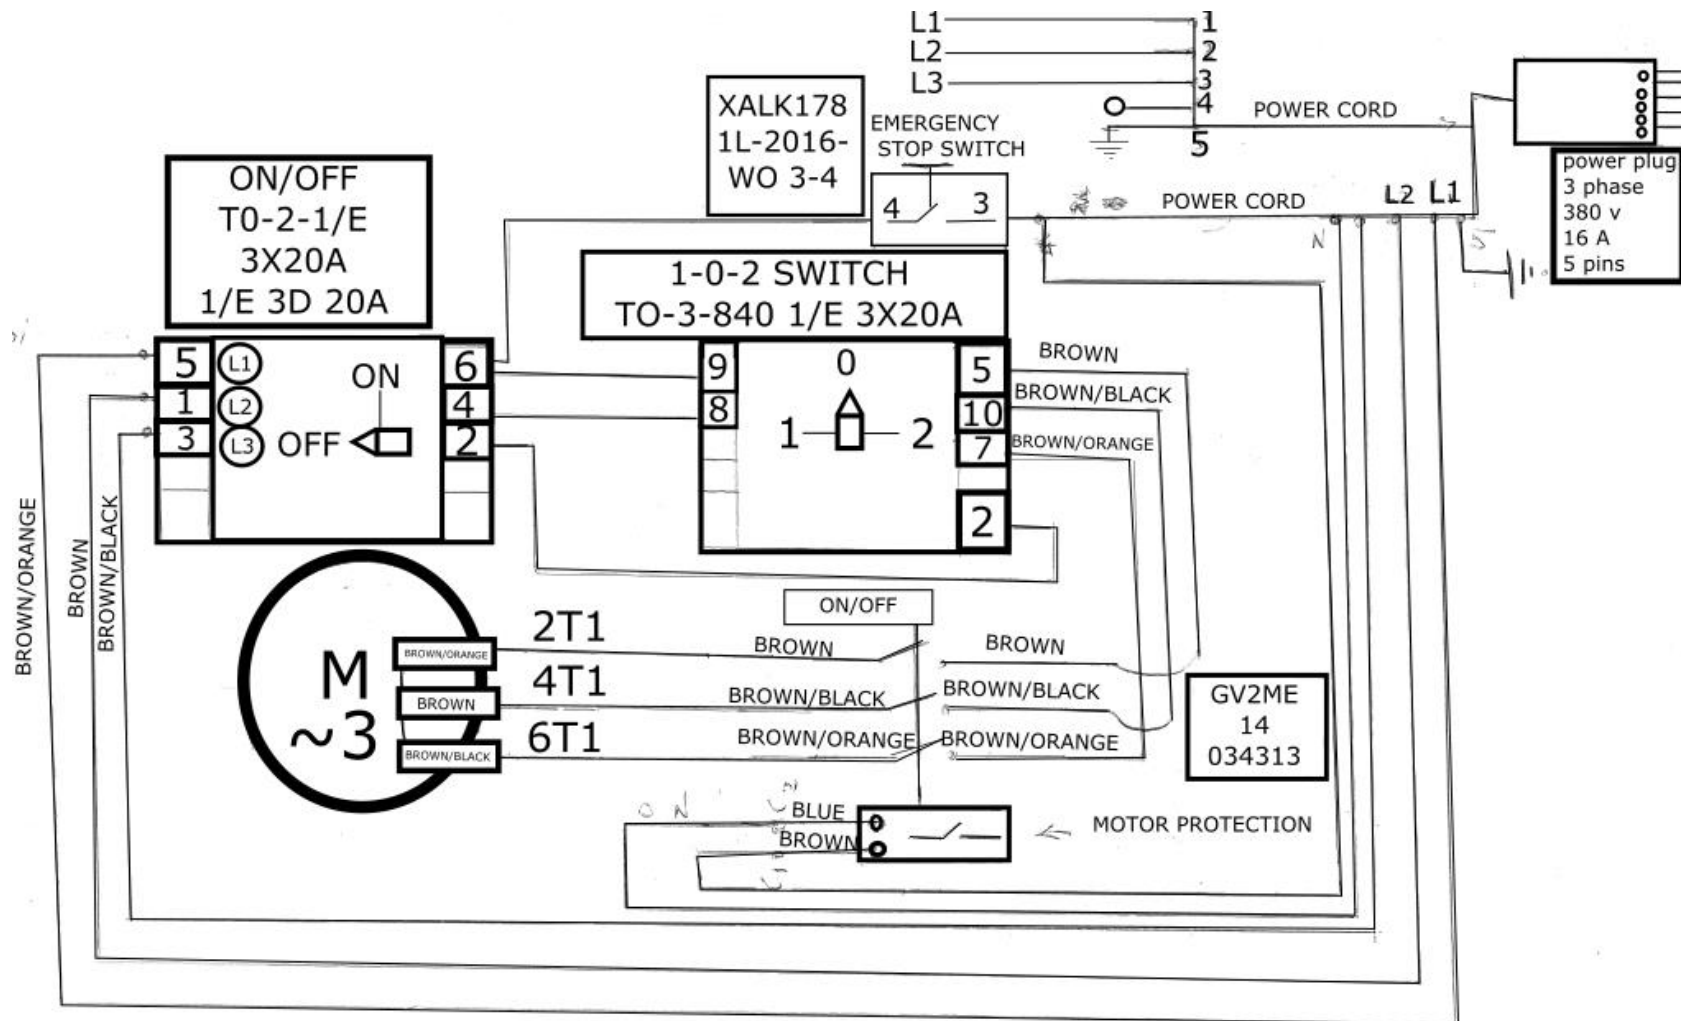 L1
1
L2
2
L3
3
4
5
POWER CORD
XALK178
1L-2016-
WO 3-4
EMERGENCY
STOP SWITCH
4
3
POWER CORD
L2
L1
N
power plug
3 phase
380 v
16 A
5 pins
ON/OFF
T0-2-1/E
3X20A
1/E 3D 20A
1-0-2 SWITCH
TO-3-840 1/E 3X20A
5
L1
ON
6
1
L2
4
3
L3
OFF
2
9
0
5
BROWN
8
10
BROWN/BLACK
1
2
7
BROWN/ORANGE
2
BROWN/ORANGE
BROWN
BROWN/BLACK
ON/OFF
M
~3
BROWN/ORANGE
2T1
BROWN
BROWN
BROWN
4T1
BROWN/BLACK
BROWN/BLACK
BROWN/BLACK
6T1
BROWN/ORANGE
BROWN/ORANGE
GV2ME
14
034313
N
BLUE
BROWN
MOTOR PROTECTION